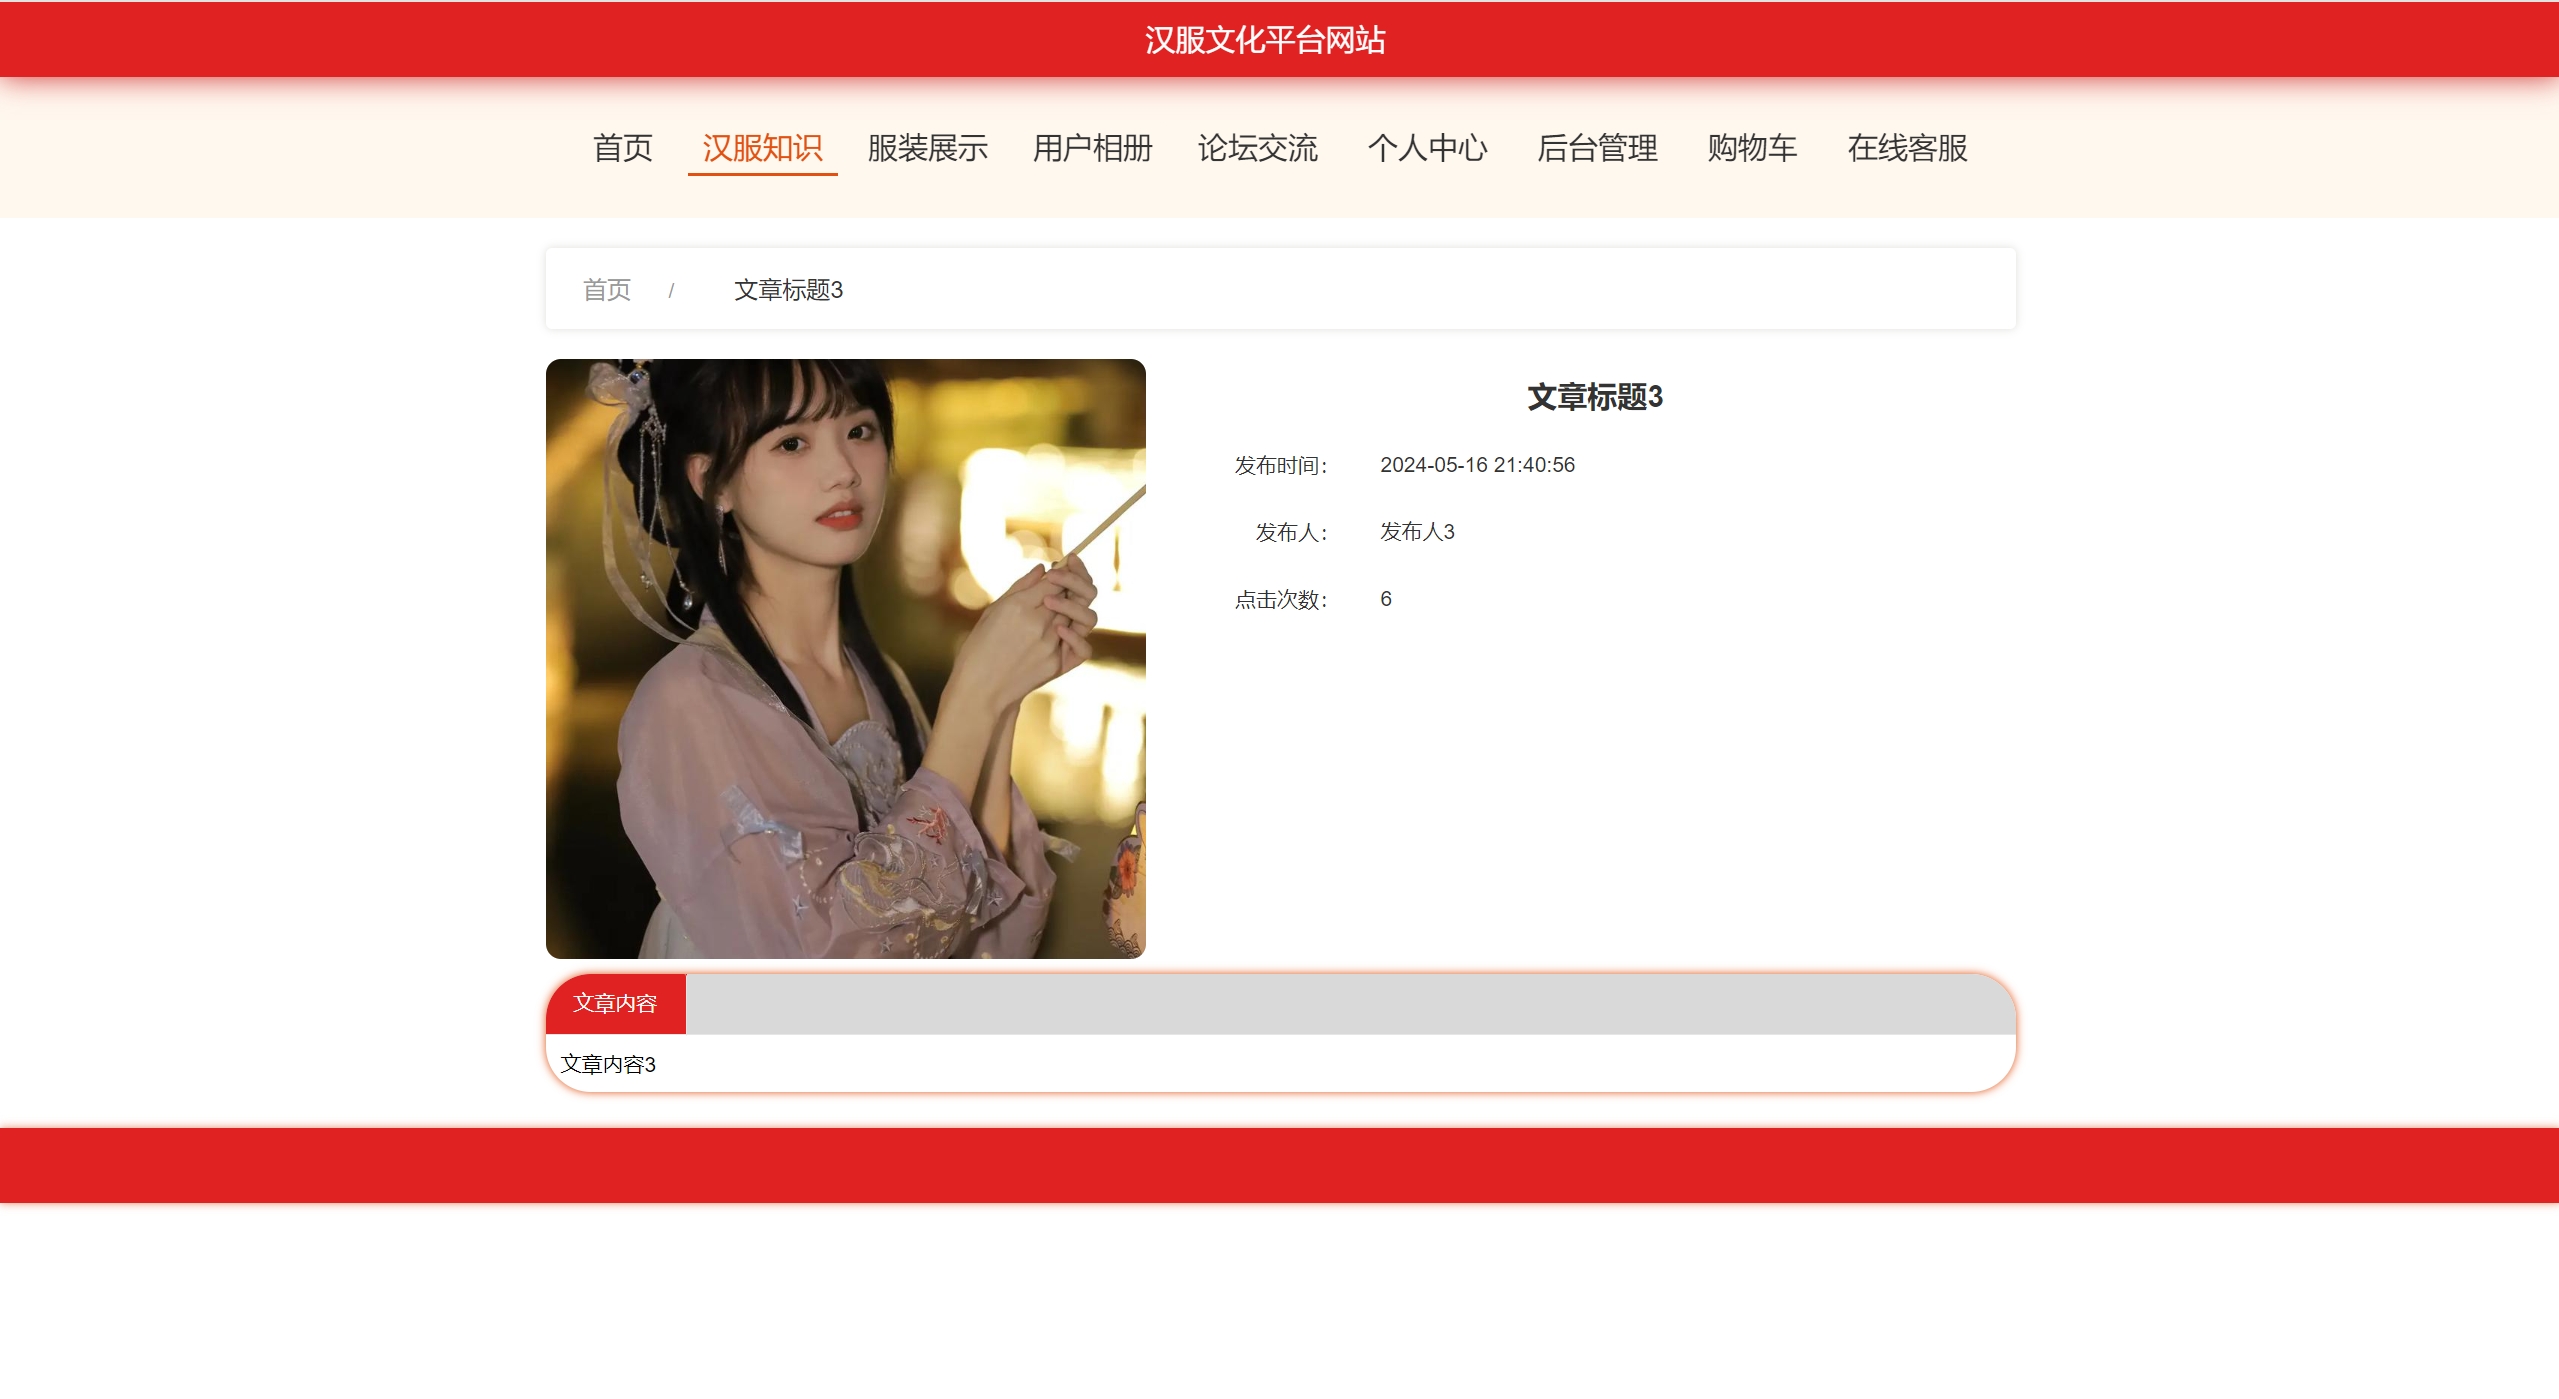 汉服文化平台网站
首页 汉服知识 服装展示 用户相册 论坛交流 个人中心 后台管理 购物车 在线客服
首页 / 文章标题3
文章标题3
发布时间： 2024-05-16 21:40:56
发布人： 发布人3
点击次数： 6
文章内容
文章内容3